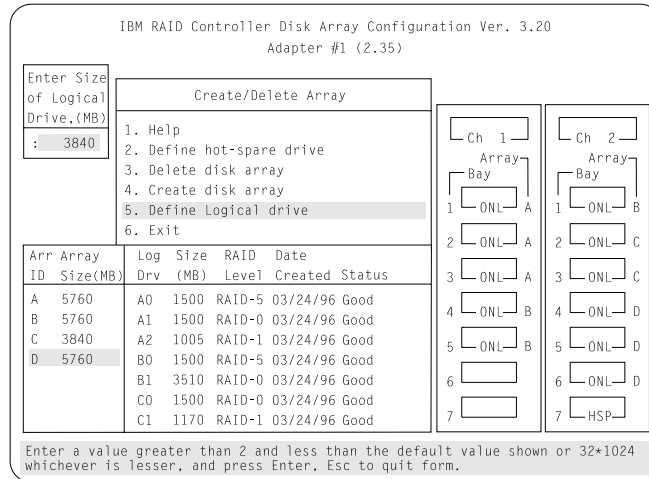 IBM RAID Controller Disk Array Configuration Ver. 3.20
Adapter #1 (2.35)
Enter Size
of Logical
Drive,(MB)
: 3840
Create/Delete Array
1. Help
2. Define hot-spare drive
3. Delete disk array
4. Create disk array
5. Define Logical drive
6. Exit
Arr Array
ID Size(MB)
A 5760
B 5760
C 3840
D 5760
Log Size RAID Date
Drv (MB) Level Created Status
A0 1500 RAID-5 03/24/96 Good
A1 1500 RAID-0 03/24/96 Good
A2 1005 RAID-1 03/24/96 Good
B0 1500 RAID-5 03/24/96 Good
B1 3510 RAID-0 03/24/96 Good
C0 1500 RAID-0 03/24/96 Good
C1 1170 RAID-1 03/24/96 Good
Ch 1
Array
Bay
1 ONL A
2 ONL A
3 ONL A
4 ONL B
5 ONL B
6
7
Ch 2
Array
Bay
1 ONL B
2 ONL C
3 ONL C
4 ONL D
5 ONL D
6 ONL D
7 HSP
Enter a value greater than 2 and less than the default value shown or 32*1024
whichever is lesser, and press Enter, Esc to quit form.